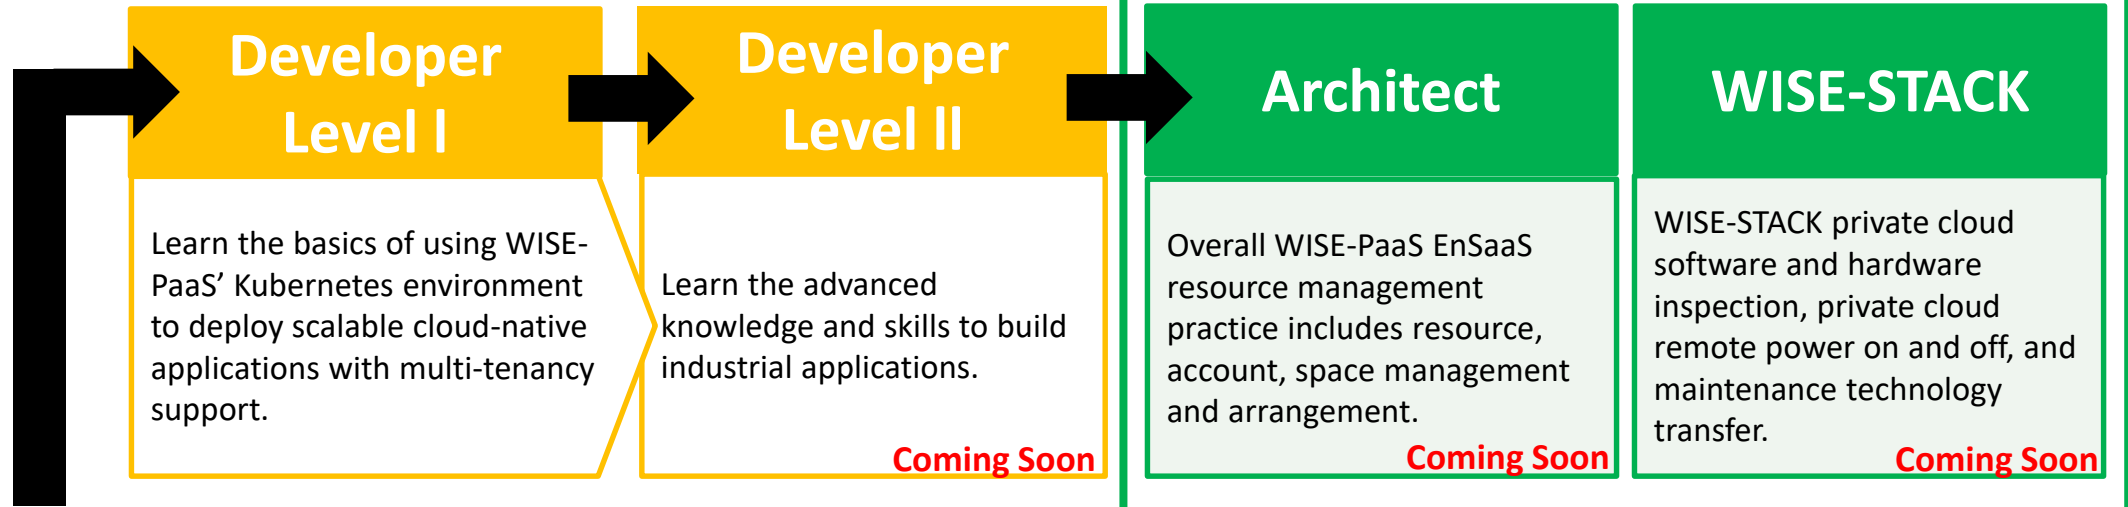 Developer
Level l
Learn the basics of using WISE-
PaaS’ Kubernetes environment
to deploy scalable cloud-native
applications with multi-tenancy
support.
Developer
Level ll
Learn the advanced
knowledge and skills to build
industrial applications.
Coming Soon
Architect
Overall WISE-PaaS EnSaaS
resource management
practice includes resource,
account, space management
and arrangement.
Coming Soon
WISE-STACK
WISE-STACK private cloud
software and hardware
inspection, private cloud
remote power on and off, and
maintenance technology
transfer.
Coming Soon